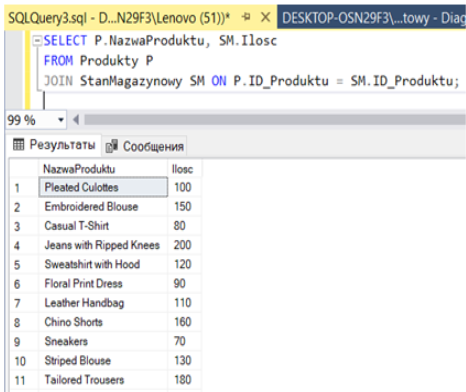 SQLQuery3.sql - D...N29F3\Lenovo (51))* DESKTOP-OSN29F3\...towy - Diag
SELECT P.NazwaProduktu, SM.Ilosc
FROM Produkty P
JOIN StanMagazynowy SM ON P.ID_Produktu = SM.ID_Produktu;
99 %
Результаты Сообщения
NazwaProduktu Ilosc
1 Pleated Culottes 100
2 Embroidered Blouse 150
3 Casual T-Shirt 80
4 Jeans with Ripped Knees 200
5 Sweatshirt with Hood 120
6 Floral Print Dress 90
7 Leather Handbag 110
8 Chino Shorts 160
9 Sneakers 70
10 Striped Blouse 130
11 Tailored Trousers 180